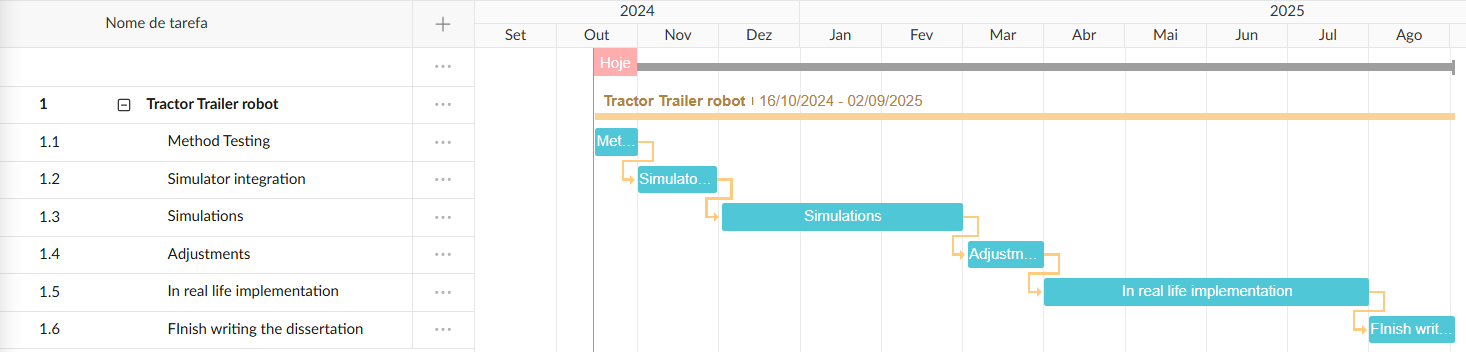 Nome de tarefa
+
2024
2025
Set Out Nov Dez Jan Fev Mar Abr Mai Jun Jul Ago
...
Hoje
1 Tractor Trailer robot ...
Tractor Trailer robot 16/10/2024 - 02/09/2025
1.1 Method Testing ...
Met...
1.2 Simulator integration ...
Simulato...
1.3 Simulations ...
Simulations
1.4 Adjustments ...
Adjustm...
1.5 In real life implementation ...
In real life implementation
1.6 FInish writing the dissertation ...
FInish writ...